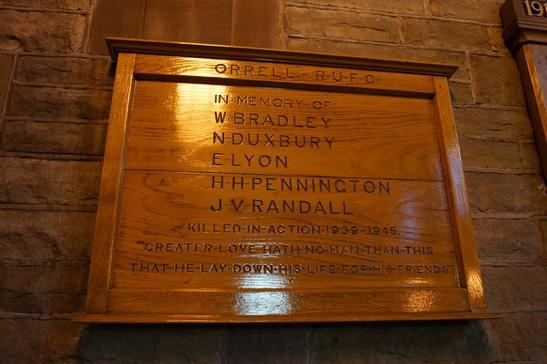 ORRELL · R·U·F·C
IN · MEMORY · OF
W·BRADLEY
N·DUXBURY
E·LYON
H·H·PENNINGTON
J·V·RANDALL
KILLED·IN·ACTION·1939-1945.
"GREATER·LOVE·HATH·NO·MAN·THAN·THIS
THAT·HE·LAY·DOWN·HIS·LIFE·FOR·HIS·FRIENDS"